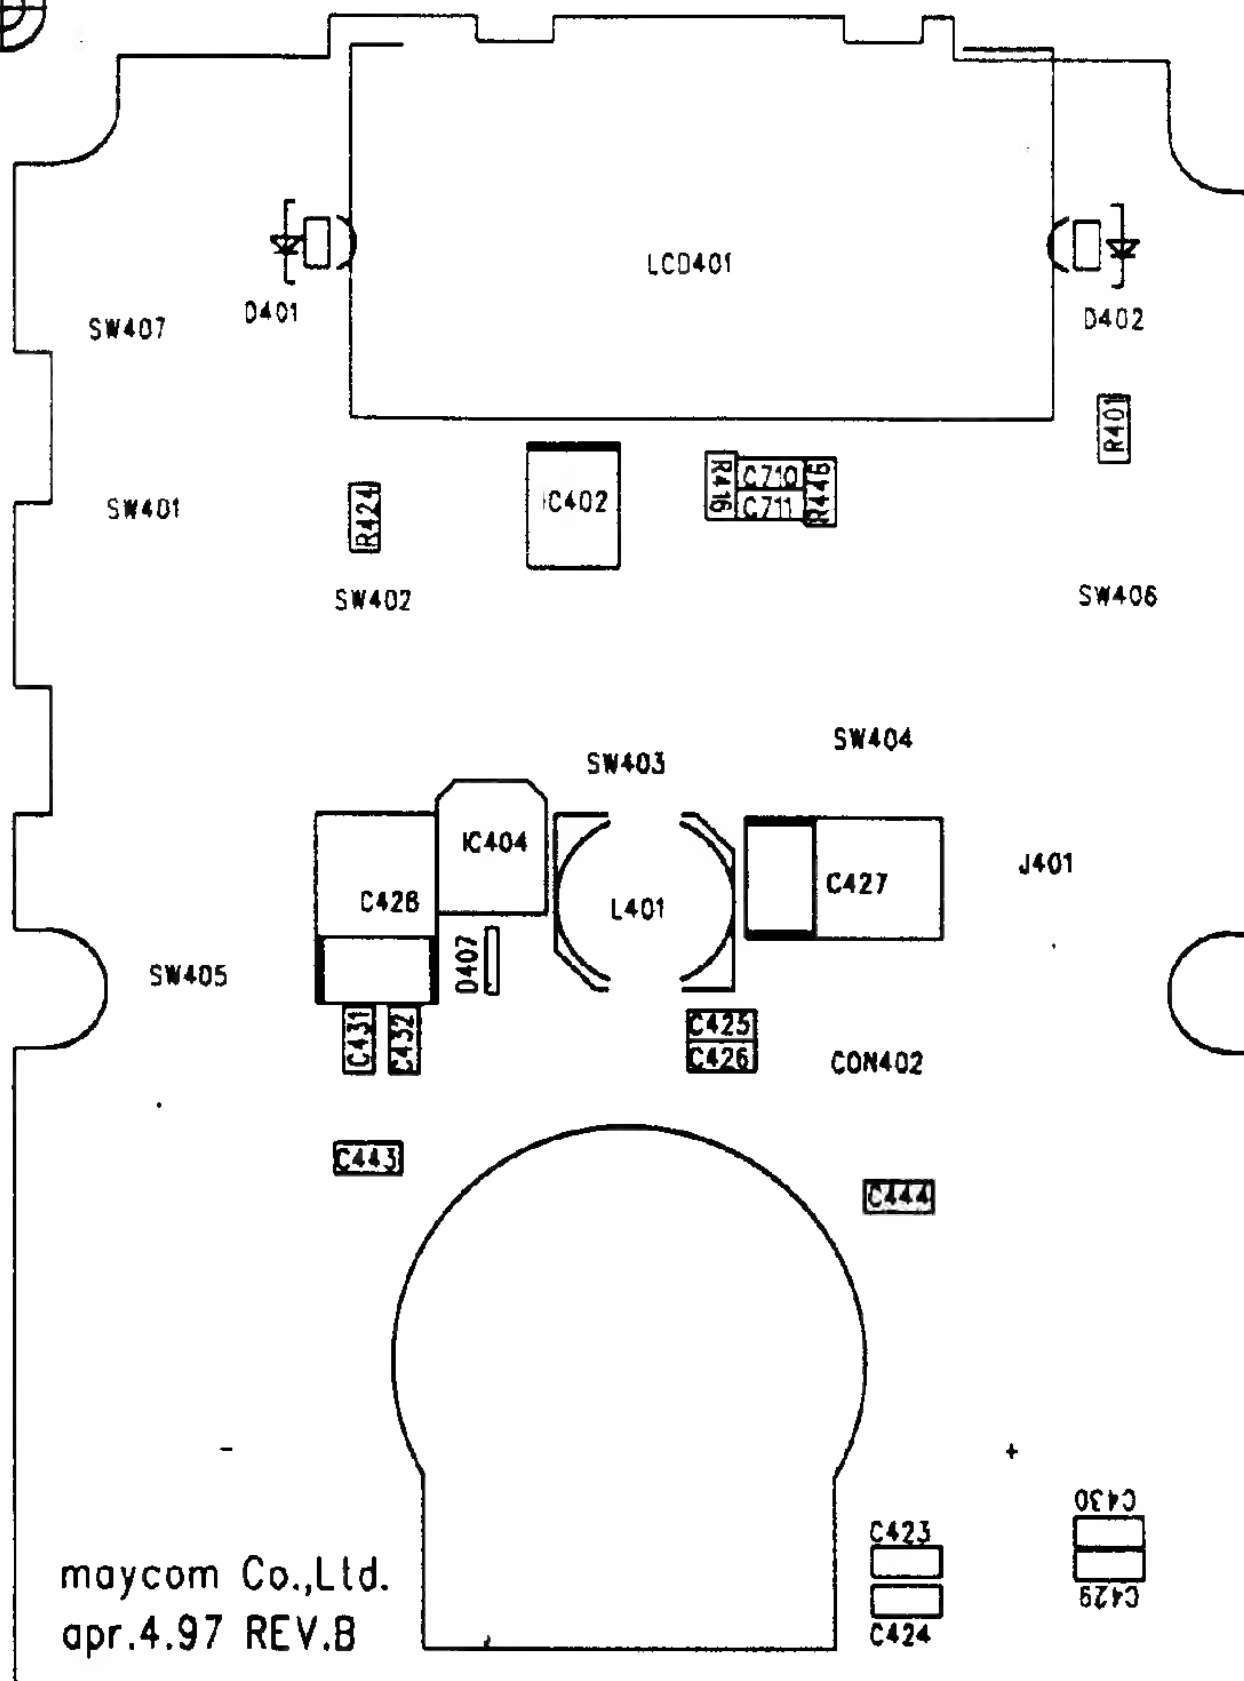 LCD401
D401
D402
SW407
R401
R416
C710
R446
IC402
C711
SW401
R424
SW402
SW406
SW404
SW403
IC404
J401
C427
C428
L401
D407
SW405
C425
C431
C432
C426
CON402
C443
C444
-
+
C430
C423
maycom Co.,Ltd.
C429
apr.4.97 REV.B
C424